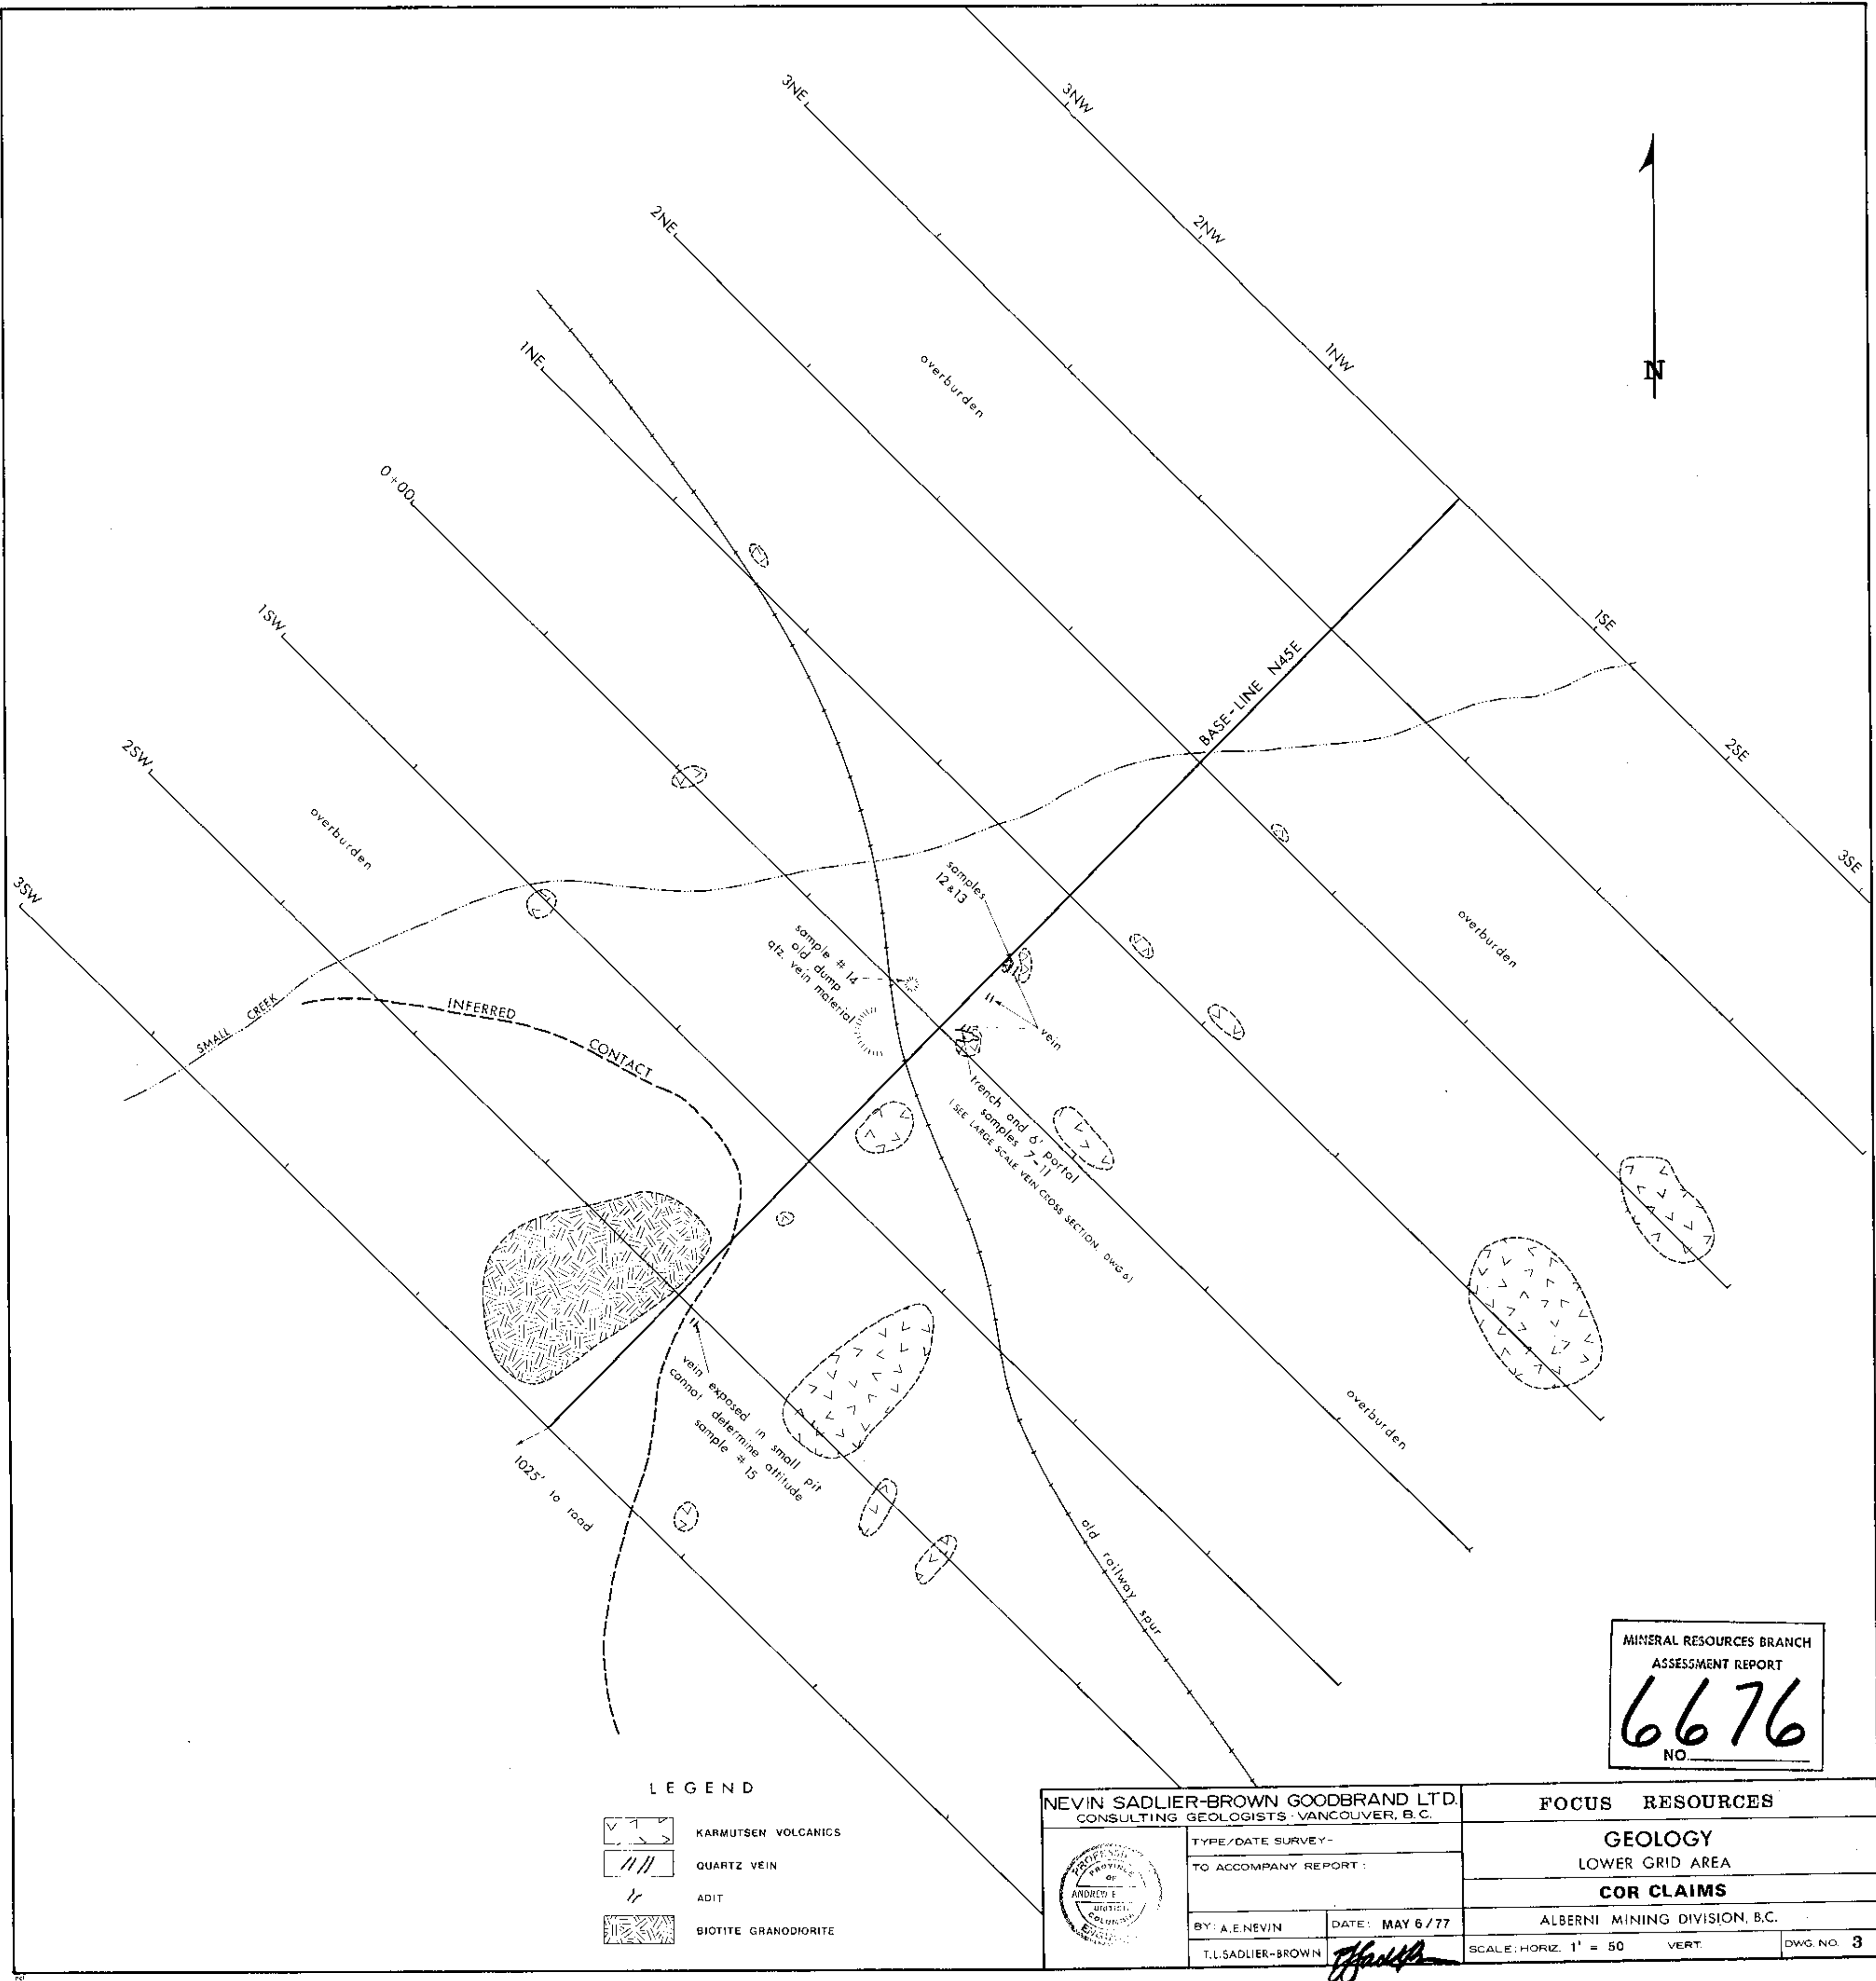 3NW
3NE
2NW
2NE
1NW
N
1NE
overburden
0+00
1SW
1SE
BASE-LINE N45E
2SE
2SW
overburden
3SE
3SW
samples
12 & 13
overburden
sample # 14
old dump
qtz. vein material
SMALL CREEK
INFERRED
CONTACT
vein
trench and 6' portal
samples 7-11
(SEE LARGE SCALE VEIN CROSS SECTION, DWG 6)
vein exposed in small pit
cannot determine attitude
sample # 15
overburden
1025' to road
old railway spur
MINERAL RESOURCES BRANCH
ASSESSMENT REPORT
6676
NO.
LEGEND
KARMUTSEN VOLCANICS
QUARTZ VEIN
ADIT
BIOTITE GRANODIORITE
NEVIN SADLIER-BROWN GOODBRAND LTD.
CONSULTING GEOLOGISTS - VANCOUVER, B.C.
TYPE/DATE SURVEY-
TO ACCOMPANY REPORT:
PROVINCE
OF
ANDREW E
COLUMBIA
BY: A.E.NEVIN
DATE: MAY 6/77
T.L.SADLIER-BROWN
FOCUS RESOURCES
GEOLOGY
LOWER GRID AREA
COR CLAIMS
ALBERNI MINING DIVISION, B.C.
SCALE: HORIZ. 1' = 50 VERT.
DWG. NO. 3